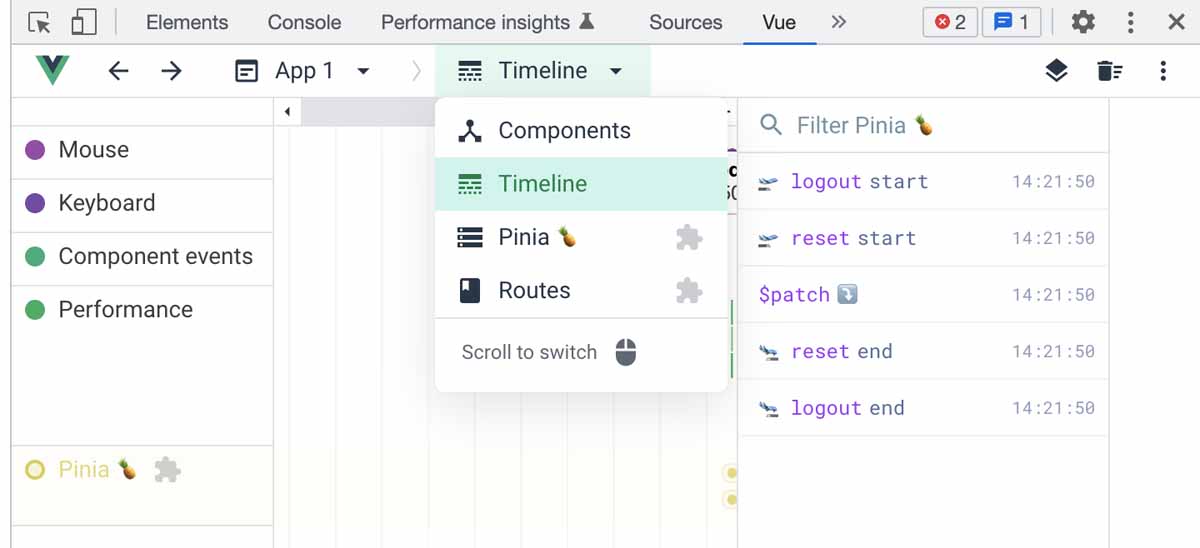 Elements Console Performance insights Sources Vue 2 1
App 1 Timeline
Mouse
Keyboard
Component events
Performance
Pinia
Components
Timeline
Pinia
Routes
Scroll to switch
Filter Pinia
logout start 14:21:50
reset start 14:21:50
$patch 14:21:50
reset end 14:21:50
logout end 14:21:50